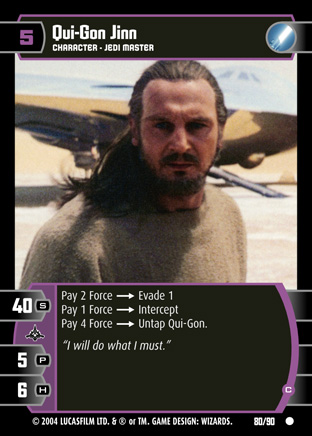 5 Qui-Gon Jinn
CHARACTER • JEDI MASTER
40 S
Pay 2 Force → Evade 1
Pay 1 Force → Intercept
Pay 4 Force → Untap Qui-Gon.
"I will do what I must."
5 P
6 H
C
© 2004 LUCASFILM LTD. & ® or TM. GAME DESIGN: WIZARDS. 80/90